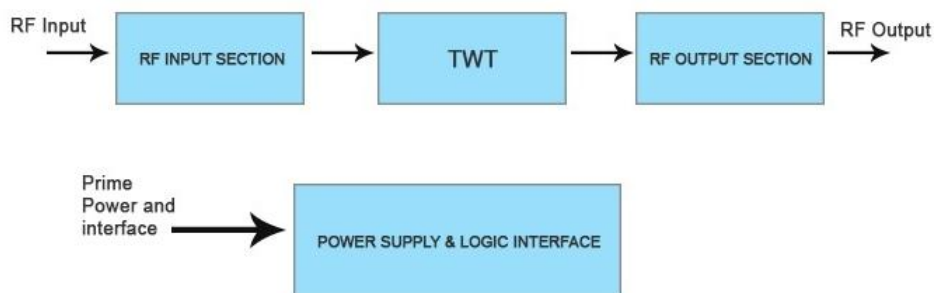 RF Input
RF INPUT SECTION
TWT
RF OUTPUT SECTION
RF Output
Prime
Power and
interface
POWER SUPPLY & LOGIC INTERFACE